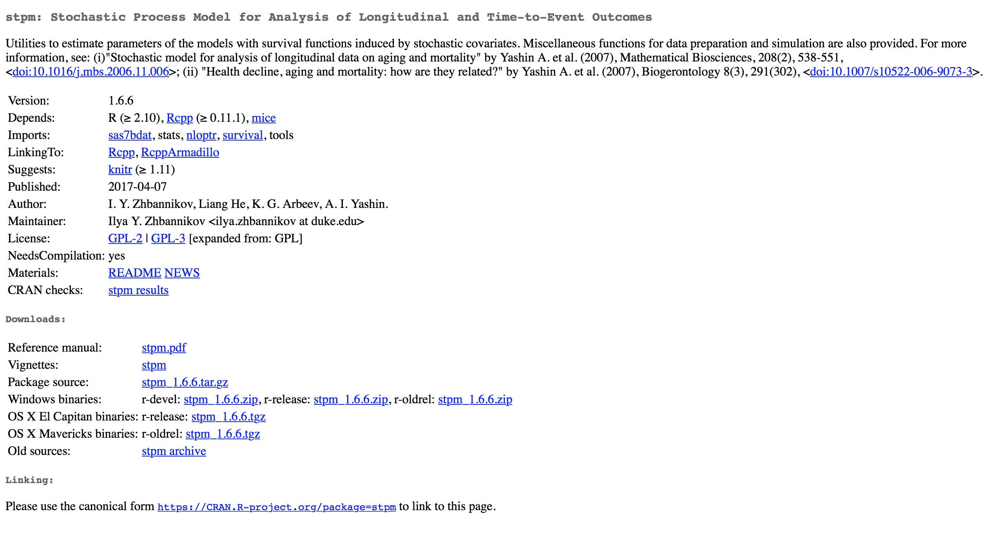 stpm: Stochastic Process Model for Analysis of Longitudinal and Time-to-Event Outcomes
Utilities to estimate parameters of the models with survival functions induced by stochastic covariates. Miscellaneous functions for data preparation and simulation are also provided. For more
information, see: (i)"Stochastic model for analysis of longitudinal data on aging and mortality" by Yashin A. et al. (2007), Mathematical Biosciences, 208(2), 538-551,
<doi:10.1016/j.mbs.2006.11.006>; (ii) "Health decline, aging and mortality: how are they related?" by Yashin A. et al. (2007), Biogerontology 8(3), 291(302), <doi:10.1007/s10522-006-9073-3>.
Version: 1.6.6
Depends: R (≥ 2.10), Rcpp (≥ 0.11.1), mice
Imports: sas7bdat, stats, nloptr, survival, tools
LinkingTo: Rcpp, RcppArmadillo
Suggests: knitr (≥ 1.11)
Published: 2017-04-07
Author: I. Y. Zhbannikov, Liang He, K. G. Arbeev, A. I. Yashin.
Maintainer: Ilya Y. Zhbannikov <ilya.zhbannikov at duke.edu>
License: GPL-2 | GPL-3 [expanded from: GPL]
NeedsCompilation: yes
Materials: README NEWS
CRAN checks: stpm results
Downloads:
Reference manual: stpm.pdf
Vignettes: stpm
Package source: stpm_1.6.6.tar.gz
Windows binaries: r-devel: stpm_1.6.6.zip, r-release: stpm_1.6.6.zip, r-oldrel: stpm_1.6.6.zip
OS X El Capitan binaries: r-release: stpm_1.6.6.tgz
OS X Mavericks binaries: r-oldrel: stpm_1.6.6.tgz
Old sources: stpm archive
Linking:
Please use the canonical form https://CRAN.R-project.org/package=stpm to link to this page.